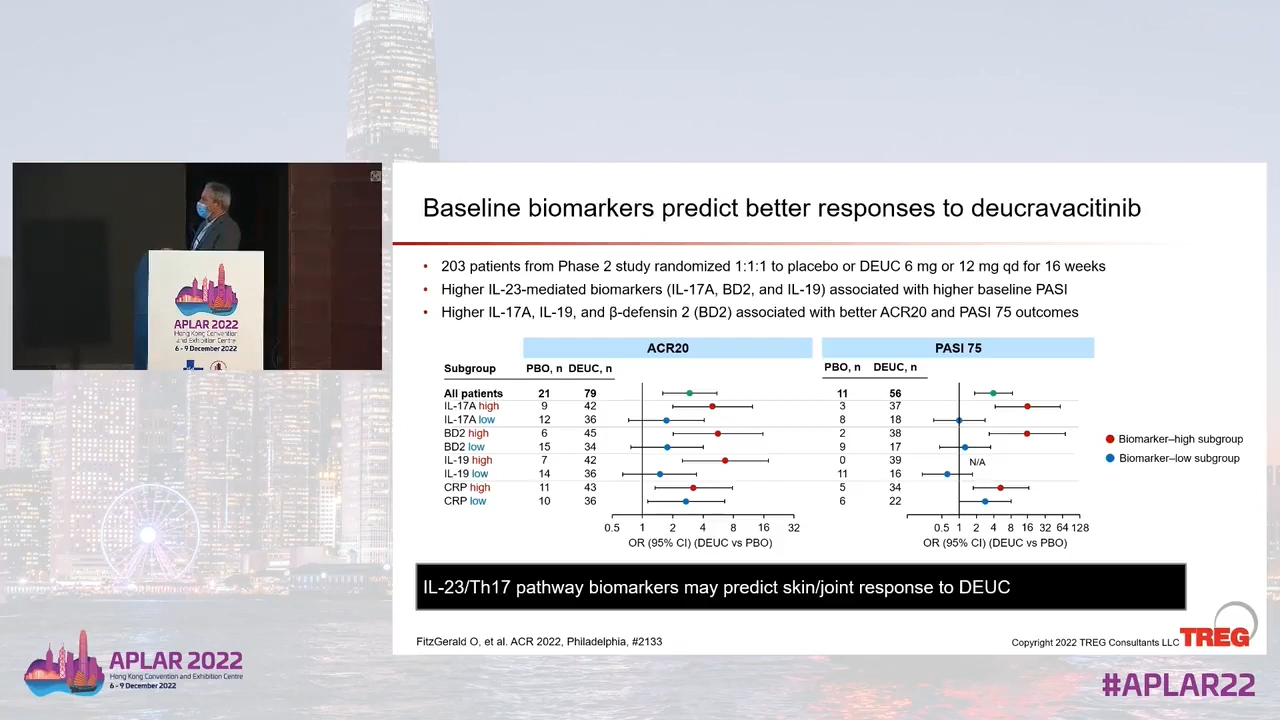 APLAR 2022
Hong Kong Convention
and Exhibition Centre
6 - 9 December 2022
Baseline biomarkers predict better responses to deucravacitinib
• 203 patients from Phase 2 study randomized 1:1:1 to placebo or DEUC 6 mg or 12 mg qd for 16 weeks
• Higher IL-23-mediated biomarkers (IL-17A, BD2, and IL-19) associated with higher baseline PASI
• Higher IL-17A, IL-19, and β-defensin 2 (BD2) associated with better ACR20 and PASI 75 outcomes
ACR20 PASI 75
Subgroup PBO, n DEUC, n PBO, n DEUC, n
All patients 21 79 11 56
IL-17A high 9 42 3 37
IL-17A low 12 36 8 18
BD2 high 6 45 2 38
BD2 low 15 34 9 17
IL-19 high 7 42 0 39 N/A
IL-19 low 14 36 11 16
CRP high 11 43 5 34
CRP low 10 36 6 22
Biomarker–high subgroup
Biomarker–low subgroup
0.5 1 2 4 8 16 32 0.5 1 2 4 8 16 32 64 128
OR (95% CI) (DEUC vs PBO) OR (95% CI) (DEUC vs PBO)
IL-23/Th17 pathway biomarkers may predict skin/joint response to DEUC
FitzGerald O, et al. ACR 2022, Philadelphia, #2133
Copyright 2022 TREG Consultants LLC
TREG
APLAR 2022
Hong Kong Convention and Exhibition Centre
6 - 9 December 2022
#APLAR22